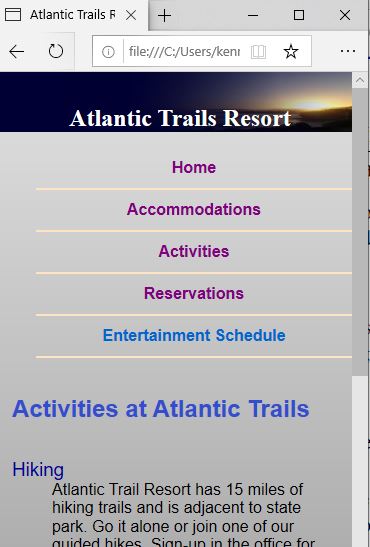 Atlantic Trails R
file:///C:/Users/kenn
Atlantic Trails Resort
Home
Accommodations
Activities
Reservations
Entertainment Schedule
Activities at Atlantic Trails
Hiking
Atlantic Trail Resort has 15 miles of
hiking trails and is adjacent to state
park. Go it alone or join one of our
guided hikes. Sign-up in the office for